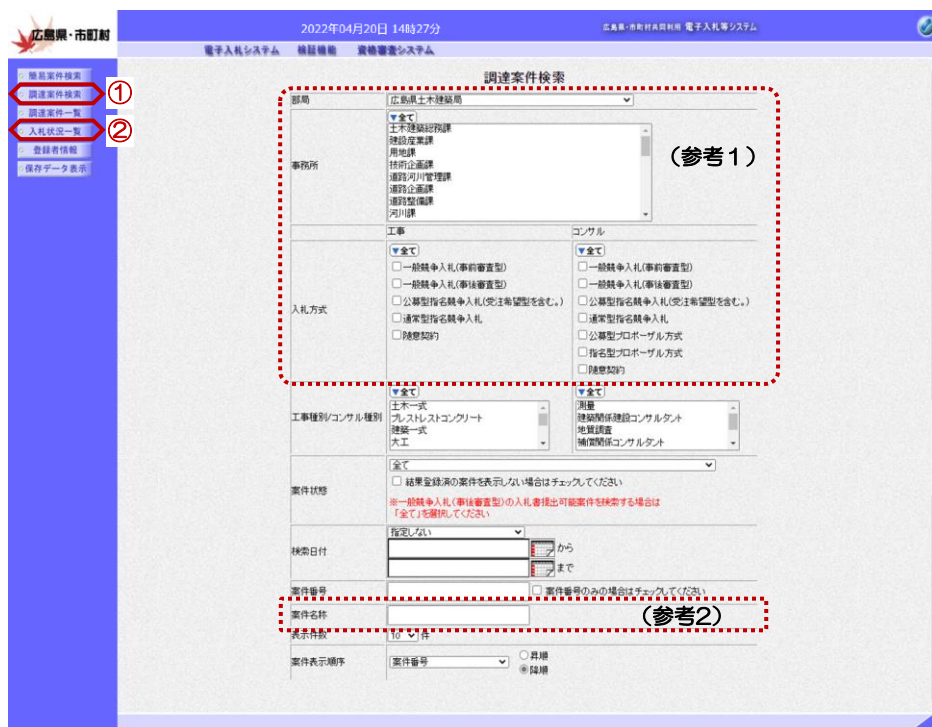 広島県・市町村
2022年04月20日 14時27分
広島県・市町村共同利用 電子入札等システム
電子入札システム 検証機能 資格審査システム
簡易案件検索
調達案件検索 ①
調達案件一覧
入札状況一覧 ②
登録者情報
保存データ表示
調達案件検索
部局 広島県土木建築局
事務所
▼全て
土木建築総務課
建設産業課
用地課
技術企画課
道路河川管理課
道路企画課
道路整備課
河川課
(参考1)
工事 コンサル
入札方式
▼全て ▼全て
一般競争入札(事前審査型) 一般競争入札(事前審査型)
一般競争入札(事後審査型) 一般競争入札(事後審査型)
公募型指名競争入札(受注希望型を含む。) 公募型指名競争入札(受注希望型を含む。)
通常型指名競争入札 通常型指名競争入札
随意契約 公募型プロポーザル方式
指名型プロポーザル方式
随意契約
工事種別/コンサル種別
▼全て ▼全て
土木一式 測量
プレストレストコンクリート 建築関係建設コンサルタント
建築一式 地質調査
大工 補償関係コンサルタント
案件状態
全て
結果登録済の案件を表示しない場合はチェックしてください
※一般競争入札(事後審査型)の入札書提出可能案件を検索する場合は
「全て」を選択してください
検索日付
指定しない
から
まで
案件番号 案件番号のみの場合はチェックしてください
案件名称 (参考2)
表示件数 10 件
案件表示順序 案件番号 昇順
降順